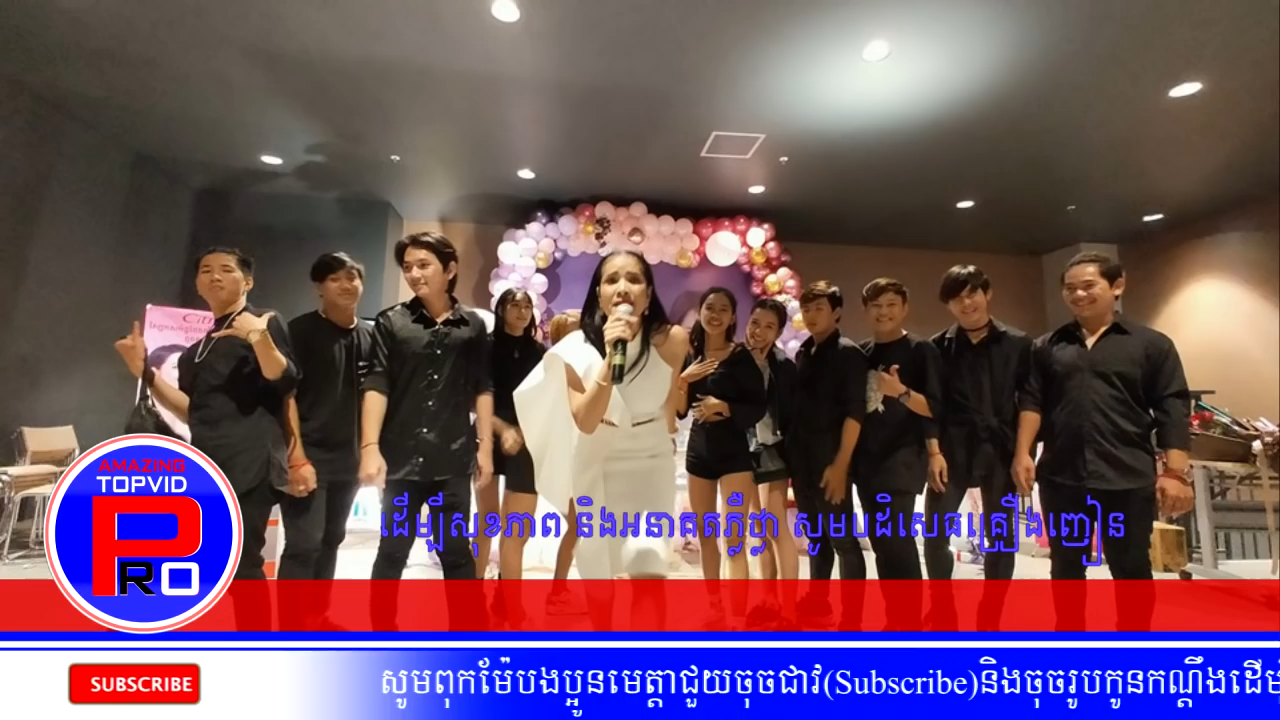 AMAZING
TOPVID
PRO
ដើម្បីសុខភាព និងអនាគតភ្លឺថ្លា សូមបដិសេធគ្រឿងញៀន
SUBSCRIBE
សូមពុកម៉ែបងប្អូនមេត្តាជួយចុចជាវ(Subscribe)និងចុចរូបកូនកណ្ដឹងដើម្